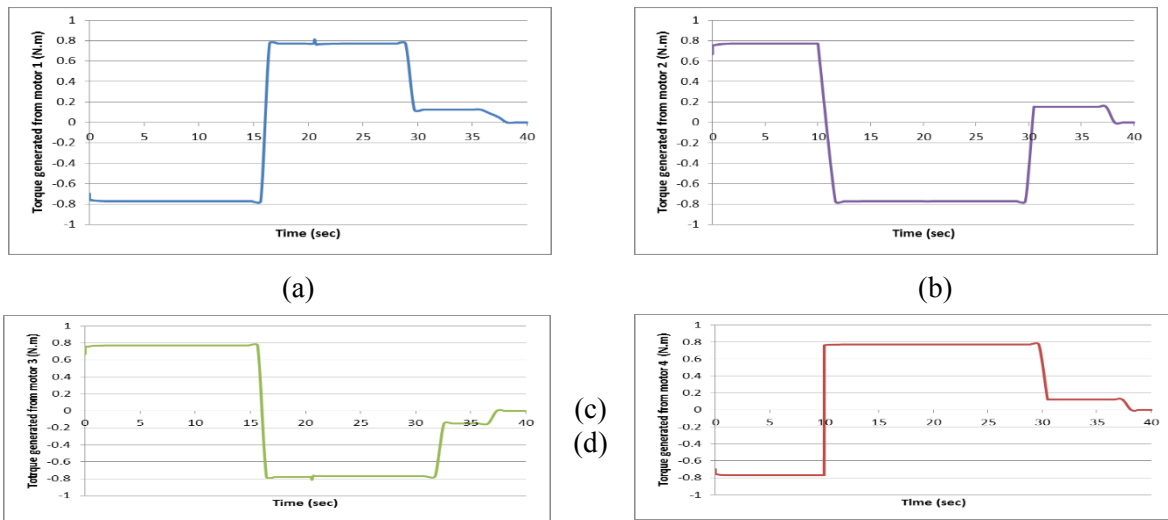 Torque generated from motor 1 (N.m)
1
0.8
0.6
0.4
0.2
0
-0.2
-0.4
-0.6
-0.8
-1
0 5 10 15 20 25 30 35 40
Time (sec)
(a)
Torque generated from motor 2 (N.m)
1
0.8
0.6
0.4
0.2
0
-0.2
-0.4
-0.6
-0.8
-1
0 5 10 15 20 25 30 35 40
Time (sec)
(b)
Totrque generated from motor 3 (N.m)
1
0.8
0.6
0.4
0.2
0
-0.2
-0.4
-0.6
-0.8
-1
0 5 10 15 20 25 30 35 40
Time (sec)
(c)
(d)
Torque generated from motor 4 (N.m)
1
0.8
0.6
0.4
0.2
0
-0.2
-0.4
-0.6
-0.8
-1
0 5 10 15 20 25 30 35 40
Time (sec)